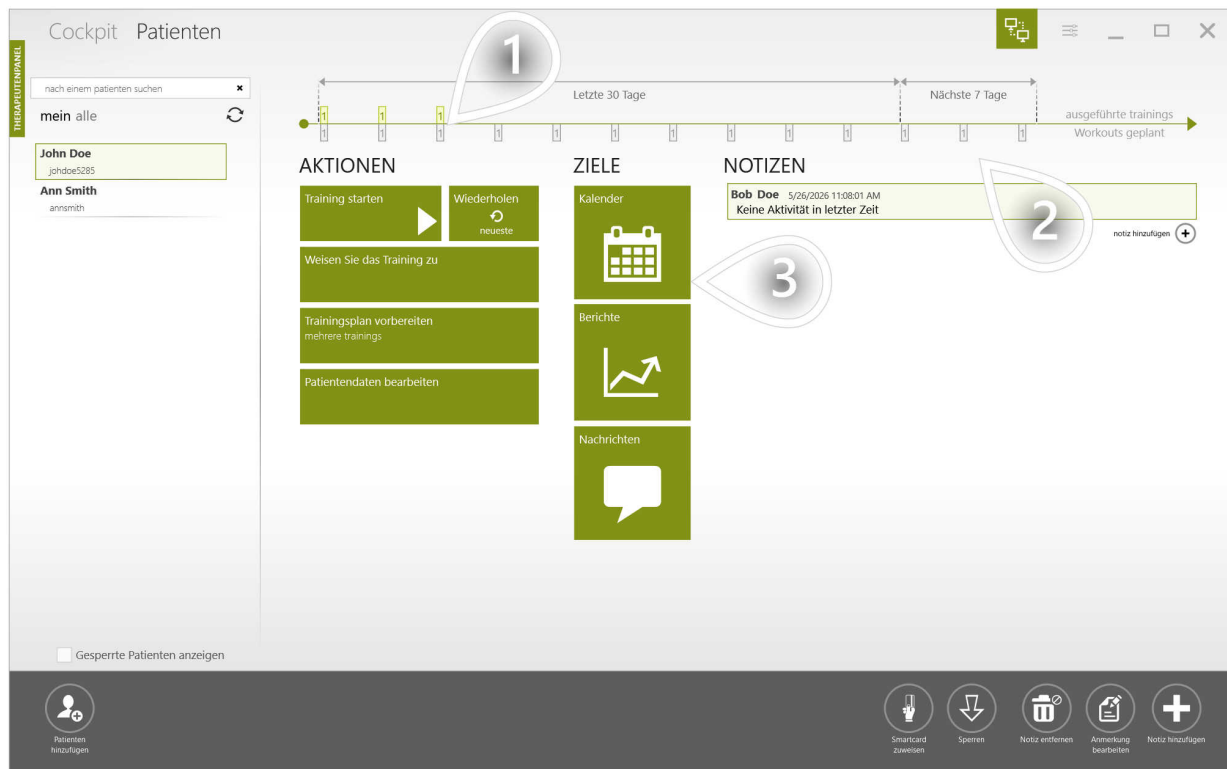 Cockpit Patienten
THERAPEUTENPANEL
nach einem patienten suchen
mein alle
John Doe
johdoe5285
Ann Smith
annsmith
Gesperrte Patienten anzeigen
1
Letzte 30 Tage
Nächste 7 Tage
1 1 1
ausgeführte trainings
1 1 1 1 1 1 1 1 1 1 1 1 1
Workouts geplant
AKTIONEN
Training starten
Wiederholen
neueste
Weisen Sie das Training zu
Trainingsplan vorbereiten
mehrere trainings
Patientendaten bearbeiten
ZIELE
Kalender
3
Berichte
Nachrichten
NOTIZEN
Bob Doe 5/26/2026 11:08:01 AM
Keine Aktivität in letzter Zeit
2
notiz hinzufügen
Patienten
hinzufügen
Smartcard
zuweisen
Sperren
Notiz entfernen
Anmerkung
bearbeiten
Notiz hinzufügen